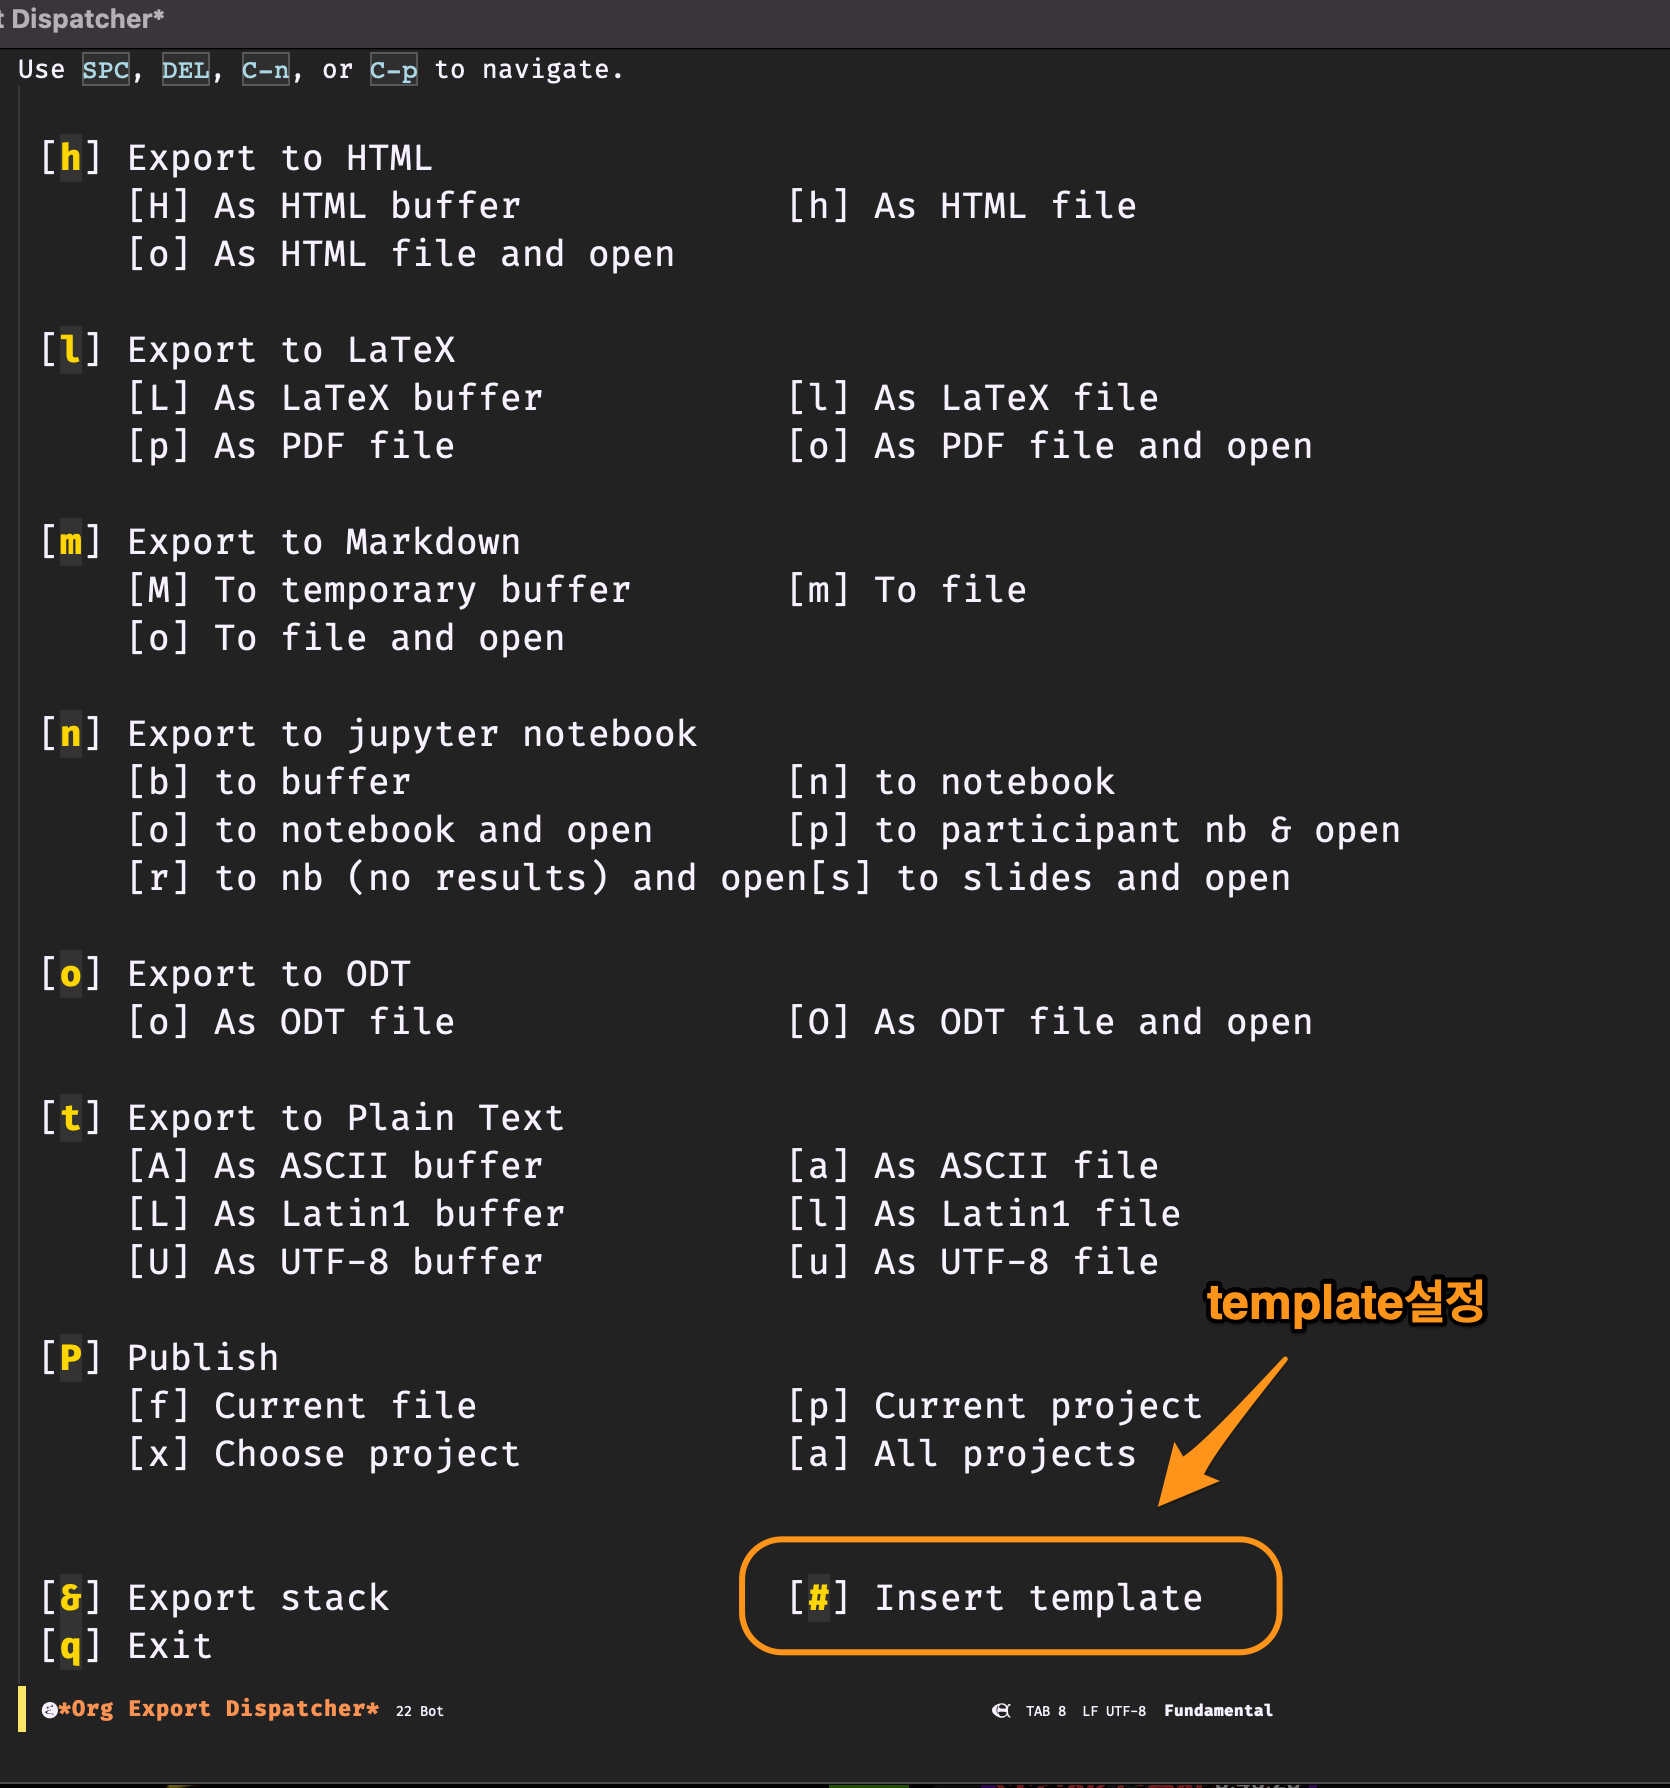 t Dispatcher*
Use SPC, DEL, C-n, or C-p to navigate.
[h] Export to HTML
[H] As HTML buffer [h] As HTML file
[o] As HTML file and open
[l] Export to LaTeX
[L] As LaTeX buffer [l] As LaTeX file
[p] As PDF file [o] As PDF file and open
[m] Export to Markdown
[M] To temporary buffer [m] To file
[o] To file and open
[n] Export to jupyter notebook
[b] to buffer [n] to notebook
[o] to notebook and open [p] to participant nb & open
[r] to nb (no results) and open[s] to slides and open
[o] Export to ODT
[o] As ODT file [O] As ODT file and open
[t] Export to Plain Text
[A] As ASCII buffer [a] As ASCII file
[L] As Latin1 buffer [l] As Latin1 file
[U] As UTF-8 buffer [u] As UTF-8 file
template설정
[P] Publish
[f] Current file [p] Current project
[x] Choose project [a] All projects
[&] Export stack [#] Insert template
[q] Exit
*Org Export Dispatcher* 22 Bot TAB 8 LF UTF-8 Fundamental